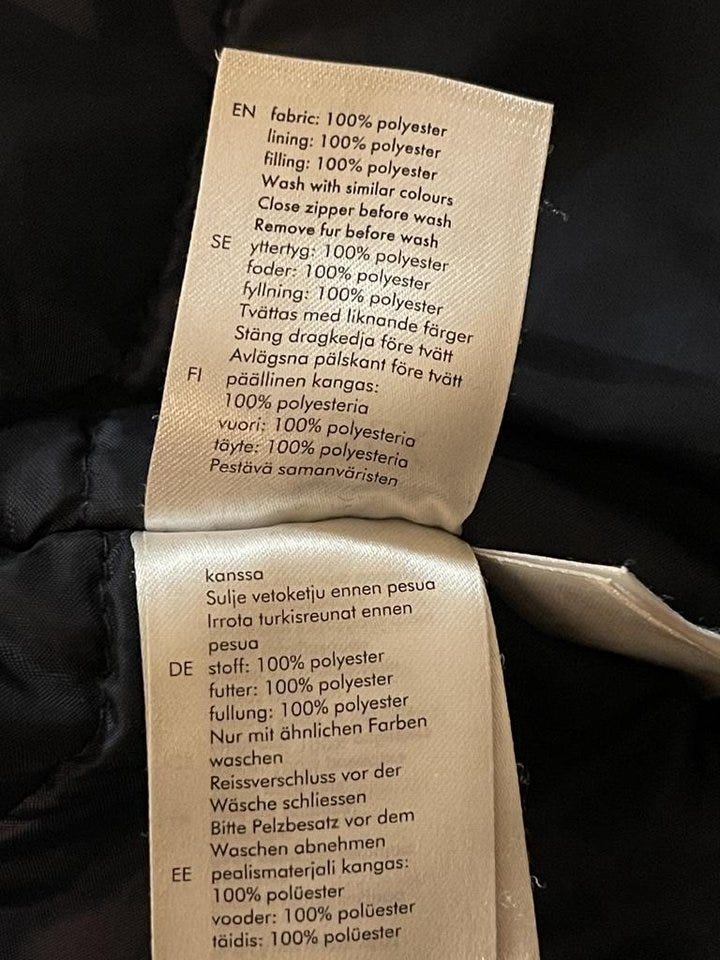 EN fabric: 100% polyester
lining: 100% polyester
filling: 100% polyester
Wash with similar colours
Close zipper before wash
Remove fur before wash
SE yttertyg: 100% polyester
foder: 100% polyester
fyllning: 100% polyester
Tvättas med liknande färger
Stäng dragkedja före tvätt
Avlägsna pälskant före tvätt
FI päällinen kangas:
100% polyesteria
vuori: 100% polyesteria
täyte: 100% polyesteria
Pestävä samanväristen
kanssa
Sulje vetoketju ennen pesua
Irrota turkisreunat ennen
pesua
DE stoff: 100% polyester
futter: 100% polyester
fullung: 100% polyester
Nur mit ähnlichen Farben
waschen
Reissverschluss vor der
Wäsche schliessen
Bitte Pelzbesatz vor dem
Waschen abnehmen
EE pealismaterjali kangas:
100% polüester
vooder: 100% polüester
täidis: 100% polüester